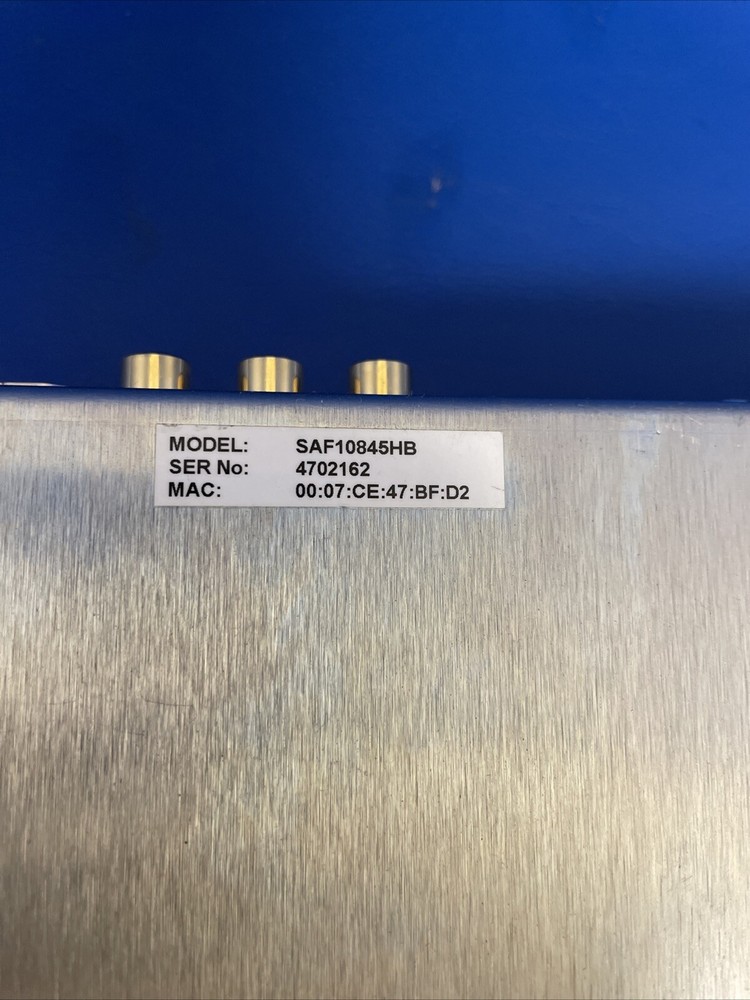 MODEL: SAF10845HB
SER No: 4702162
MAC: 00:07:CE:47:BF:D2